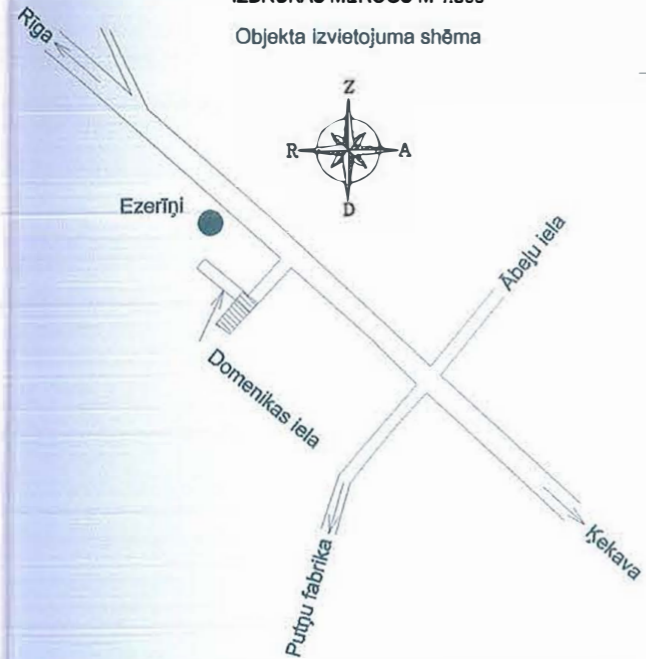 Rīga
Objekta izvietojuma shēma
Z
R
A
D
Ezerīņi
Ābeļu iela
Domenikas iela
Ķekava
Putņu fabrika